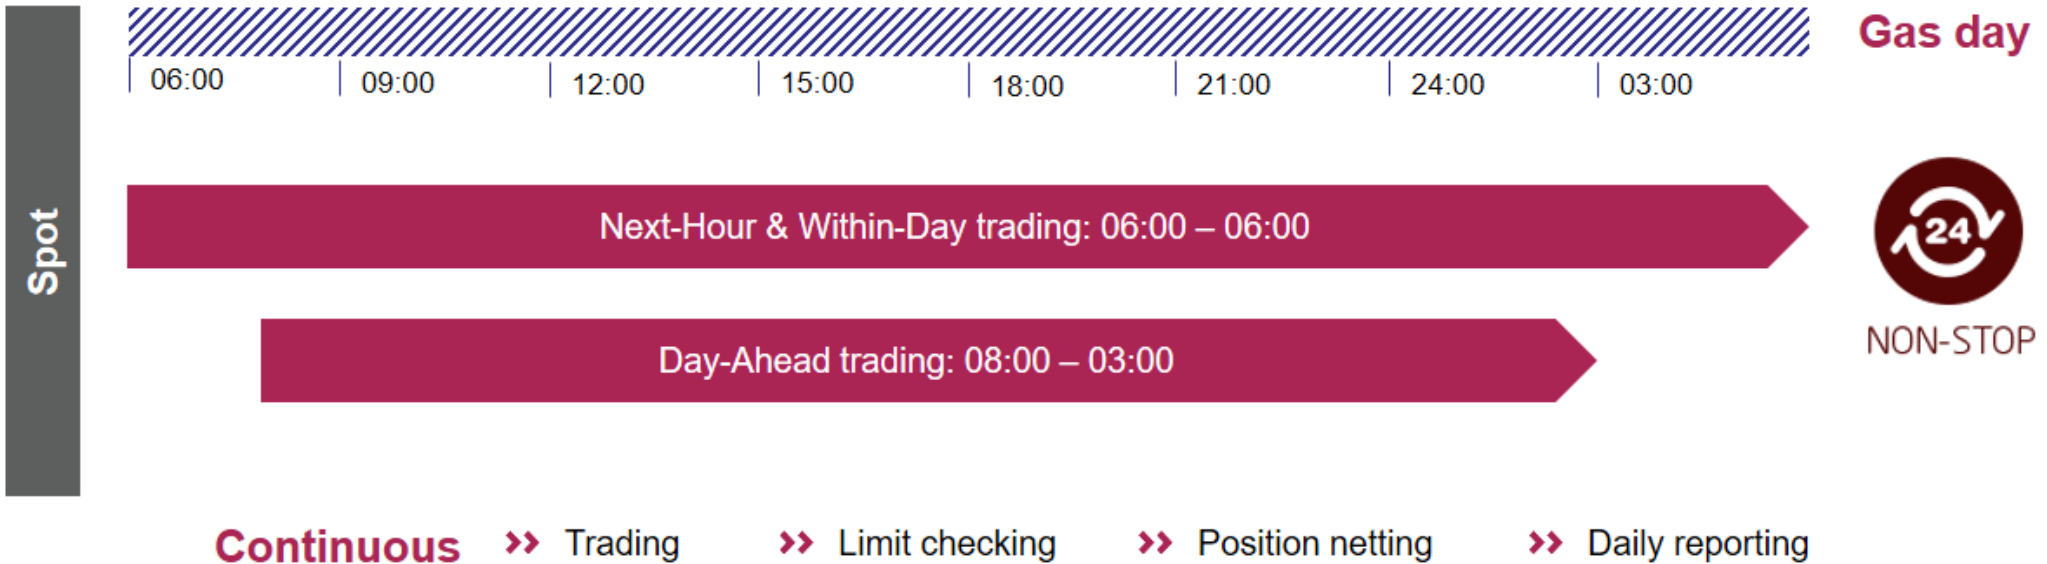 Spot
Gas day
06:00 09:00 12:00 15:00 18:00 21:00 24:00 03:00
Next-Hour & Within-Day trading: 06:00 – 06:00
24
NON-STOP
Day-Ahead trading: 08:00 – 03:00
Continuous Trading Limit checking Position netting Daily reporting